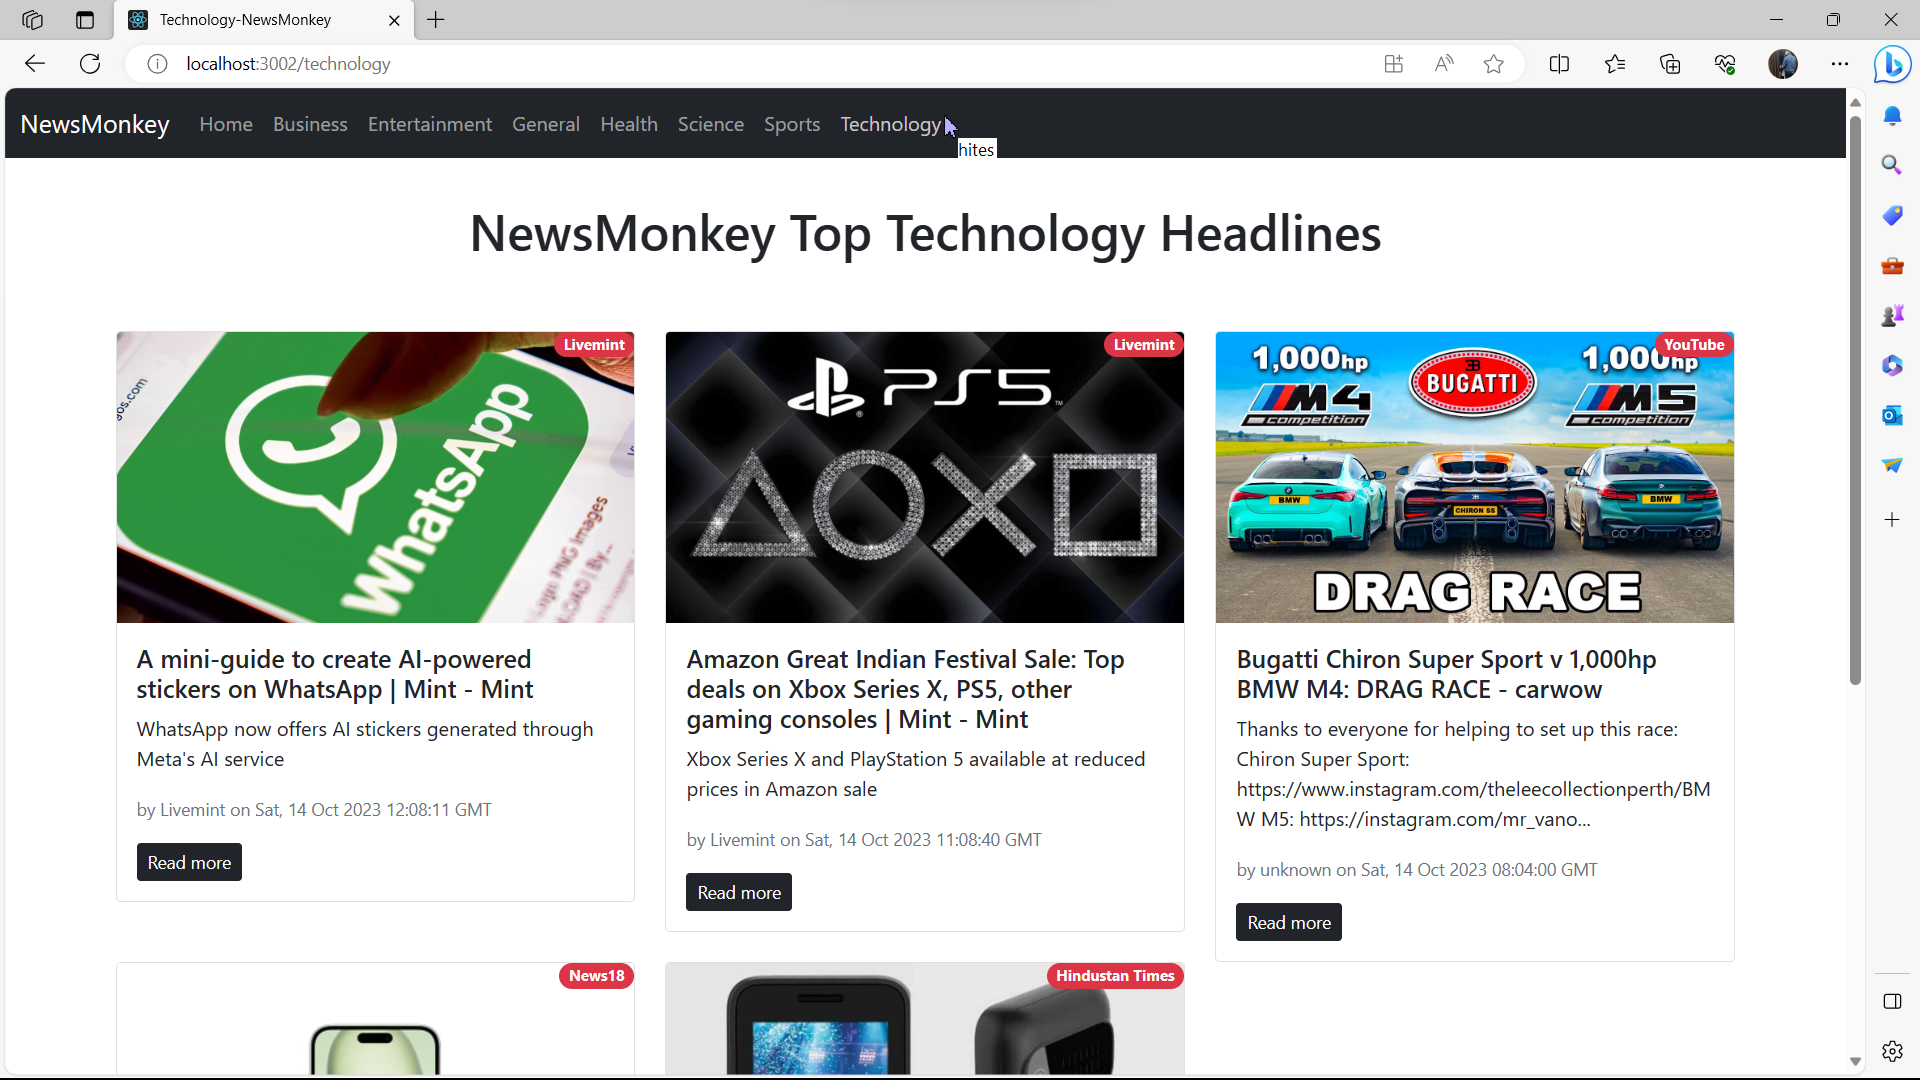 Technology-NewsMonkey
localhost:3002/technology
NewsMonkey Home Business Entertainment General Health Science Sports Technology
hites
NewsMonkey Top Technology Headlines
Livemint
gos.com
WhatsApp
A mini-guide to create AI-powered
stickers on WhatsApp | Mint - Mint
WhatsApp now offers AI stickers generated through
Meta's AI service
by Livemint on Sat, 14 Oct 2023 12:08:11 GMT
Read more
Livemint
PS5
Amazon Great Indian Festival Sale: Top
deals on Xbox Series X, PS5, other
gaming consoles | Mint - Mint
Xbox Series X and PlayStation 5 available at reduced
prices in Amazon sale
by Livemint on Sat, 14 Oct 2023 11:08:40 GMT
Read more
YouTube
1,000hp
M4
competition
BUGATTI
1,000hp
M5
competition
BMW
CHIRON SS
BMW
DRAG RACE
Bugatti Chiron Super Sport v 1,000hp
BMW M4: DRAG RACE - carwow
Thanks to everyone for helping to set up this race:
Chiron Super Sport:
https://www.instagram.com/theleecollectionperth/BM
W M5: https://instagram.com/mr_vano...
by unknown on Sat, 14 Oct 2023 08:04:00 GMT
Read more
News18
Hindustan Times